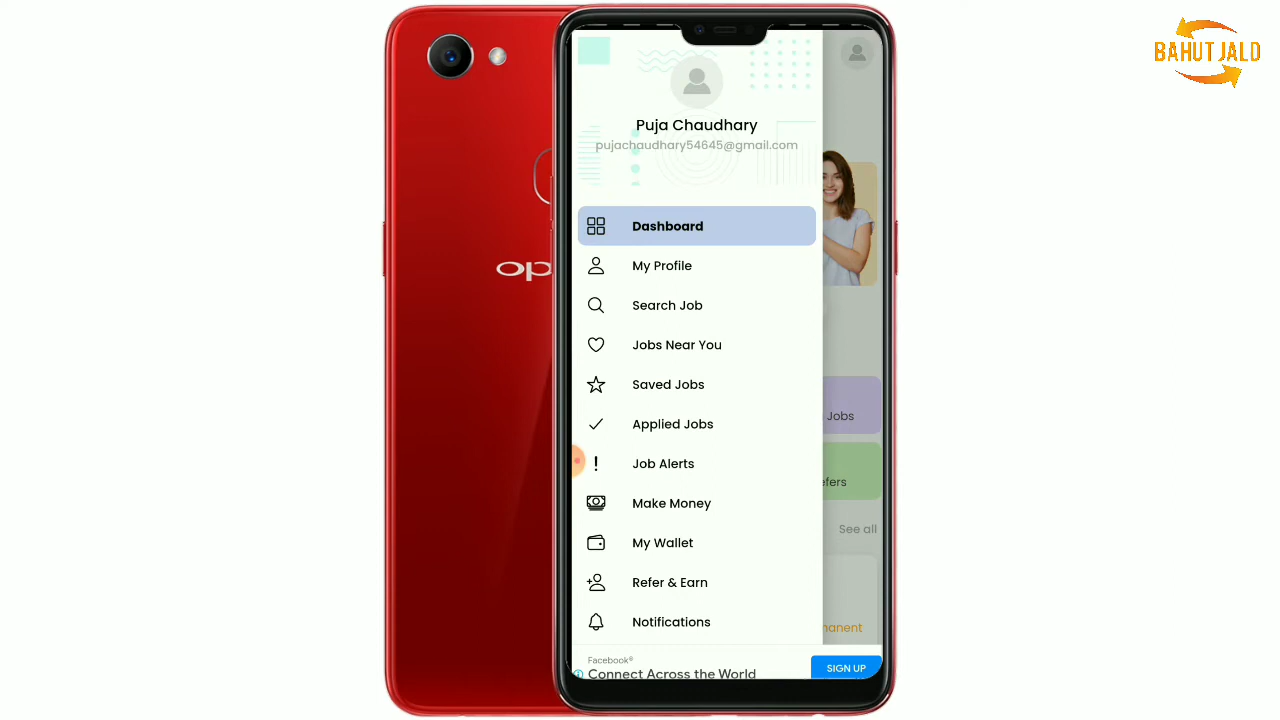 BAHUT JALD
op
Puja Chaudhary
pujachaudhary54645@gmail.com
Dashboard
My Profile
Search Job
Jobs Near You
Saved Jobs
Applied Jobs
Job Alerts
Make Money
My Wallet
Refer & Earn
Notifications
Jobs
efers
See all
nanent
Facebook®
Connect Across the World
SIGN UP